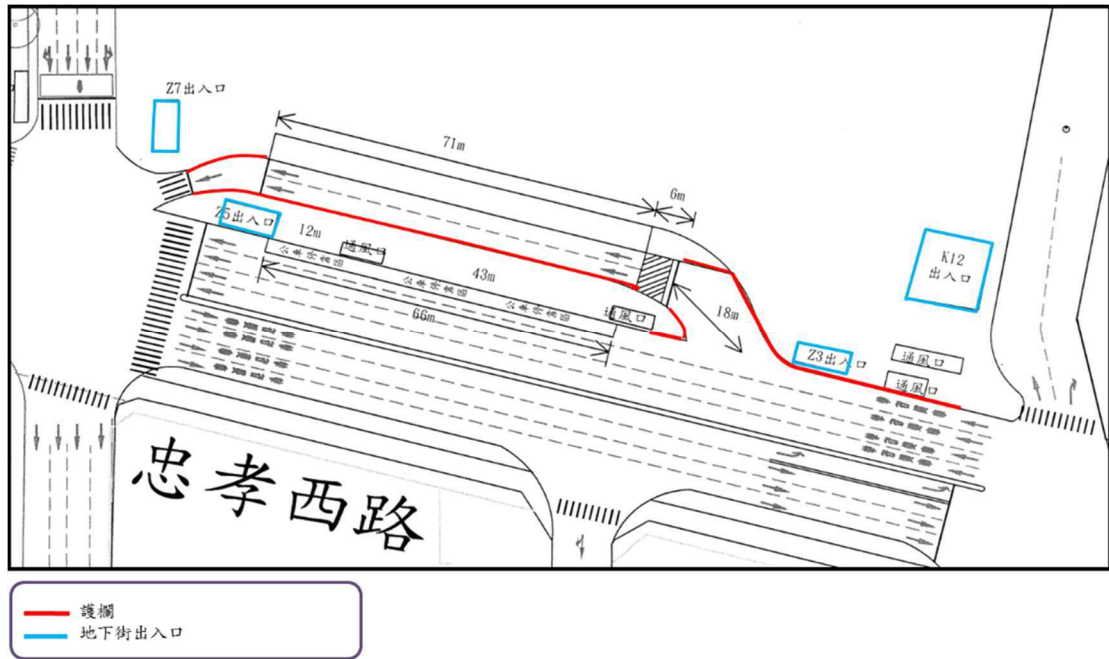 Z7出入口
71m
6m
Z5出入口
12m
通風口
公車停靠區
43m
公車停靠區
公車停靠區
66m
通風口
18m
K12
出入口
Z3出入口
通風口
通風口
忠孝西路
護欄
地下街出入口